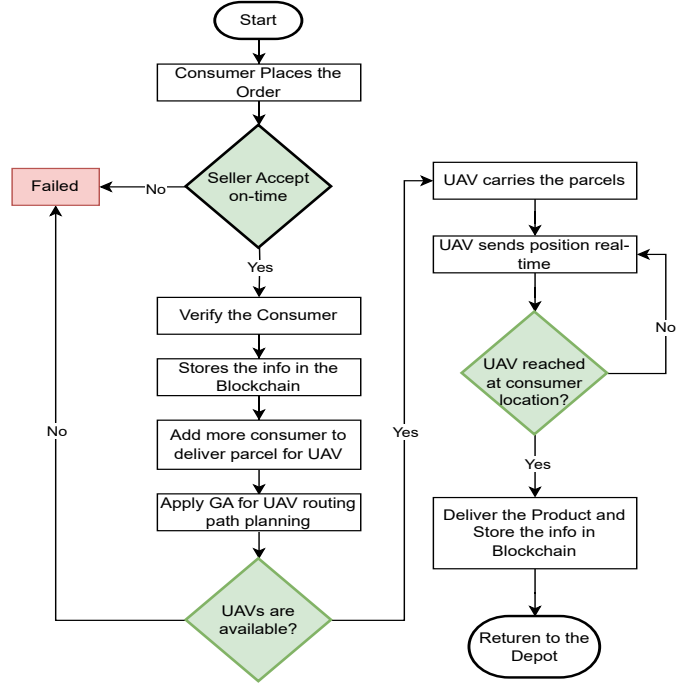 Start
Consumer Places the
Order
Seller Accept
on-time
No
Failed
Yes
Verify the Consumer
Stores the info in the
Blockchain
Add more consumer to
deliver parcel for UAV
Apply GA for UAV routing
path planning
UAVs are
available?
No
Yes
UAV carries the parcels
UAV sends position real-
time
UAV reached
at consumer
location?
No
Yes
Deliver the Product and
Store the info in
Blockchain
Returen to the
Depot